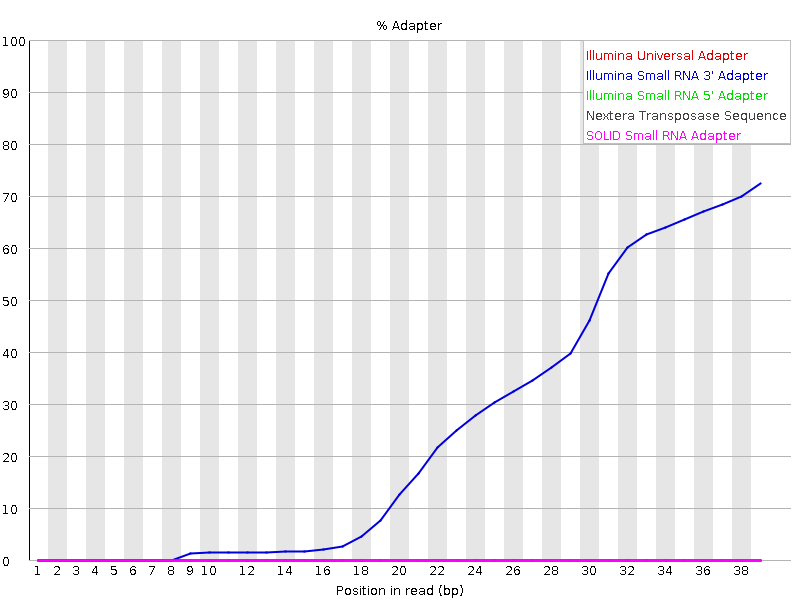 % Adapter
100
90
80
70
60
50
40
30
20
10
0
Illumina Universal Adapter
Illumina Small RNA 3' Adapter
Illumina Small RNA 5' Adapter
Nextera Transposase Sequence
SOLID Small RNA Adapter
1 2 3 4 5 6 7 8 9 10 12 14 16 18 20 22 24 26 28 30 32 34 36 38
Position in read (bp)